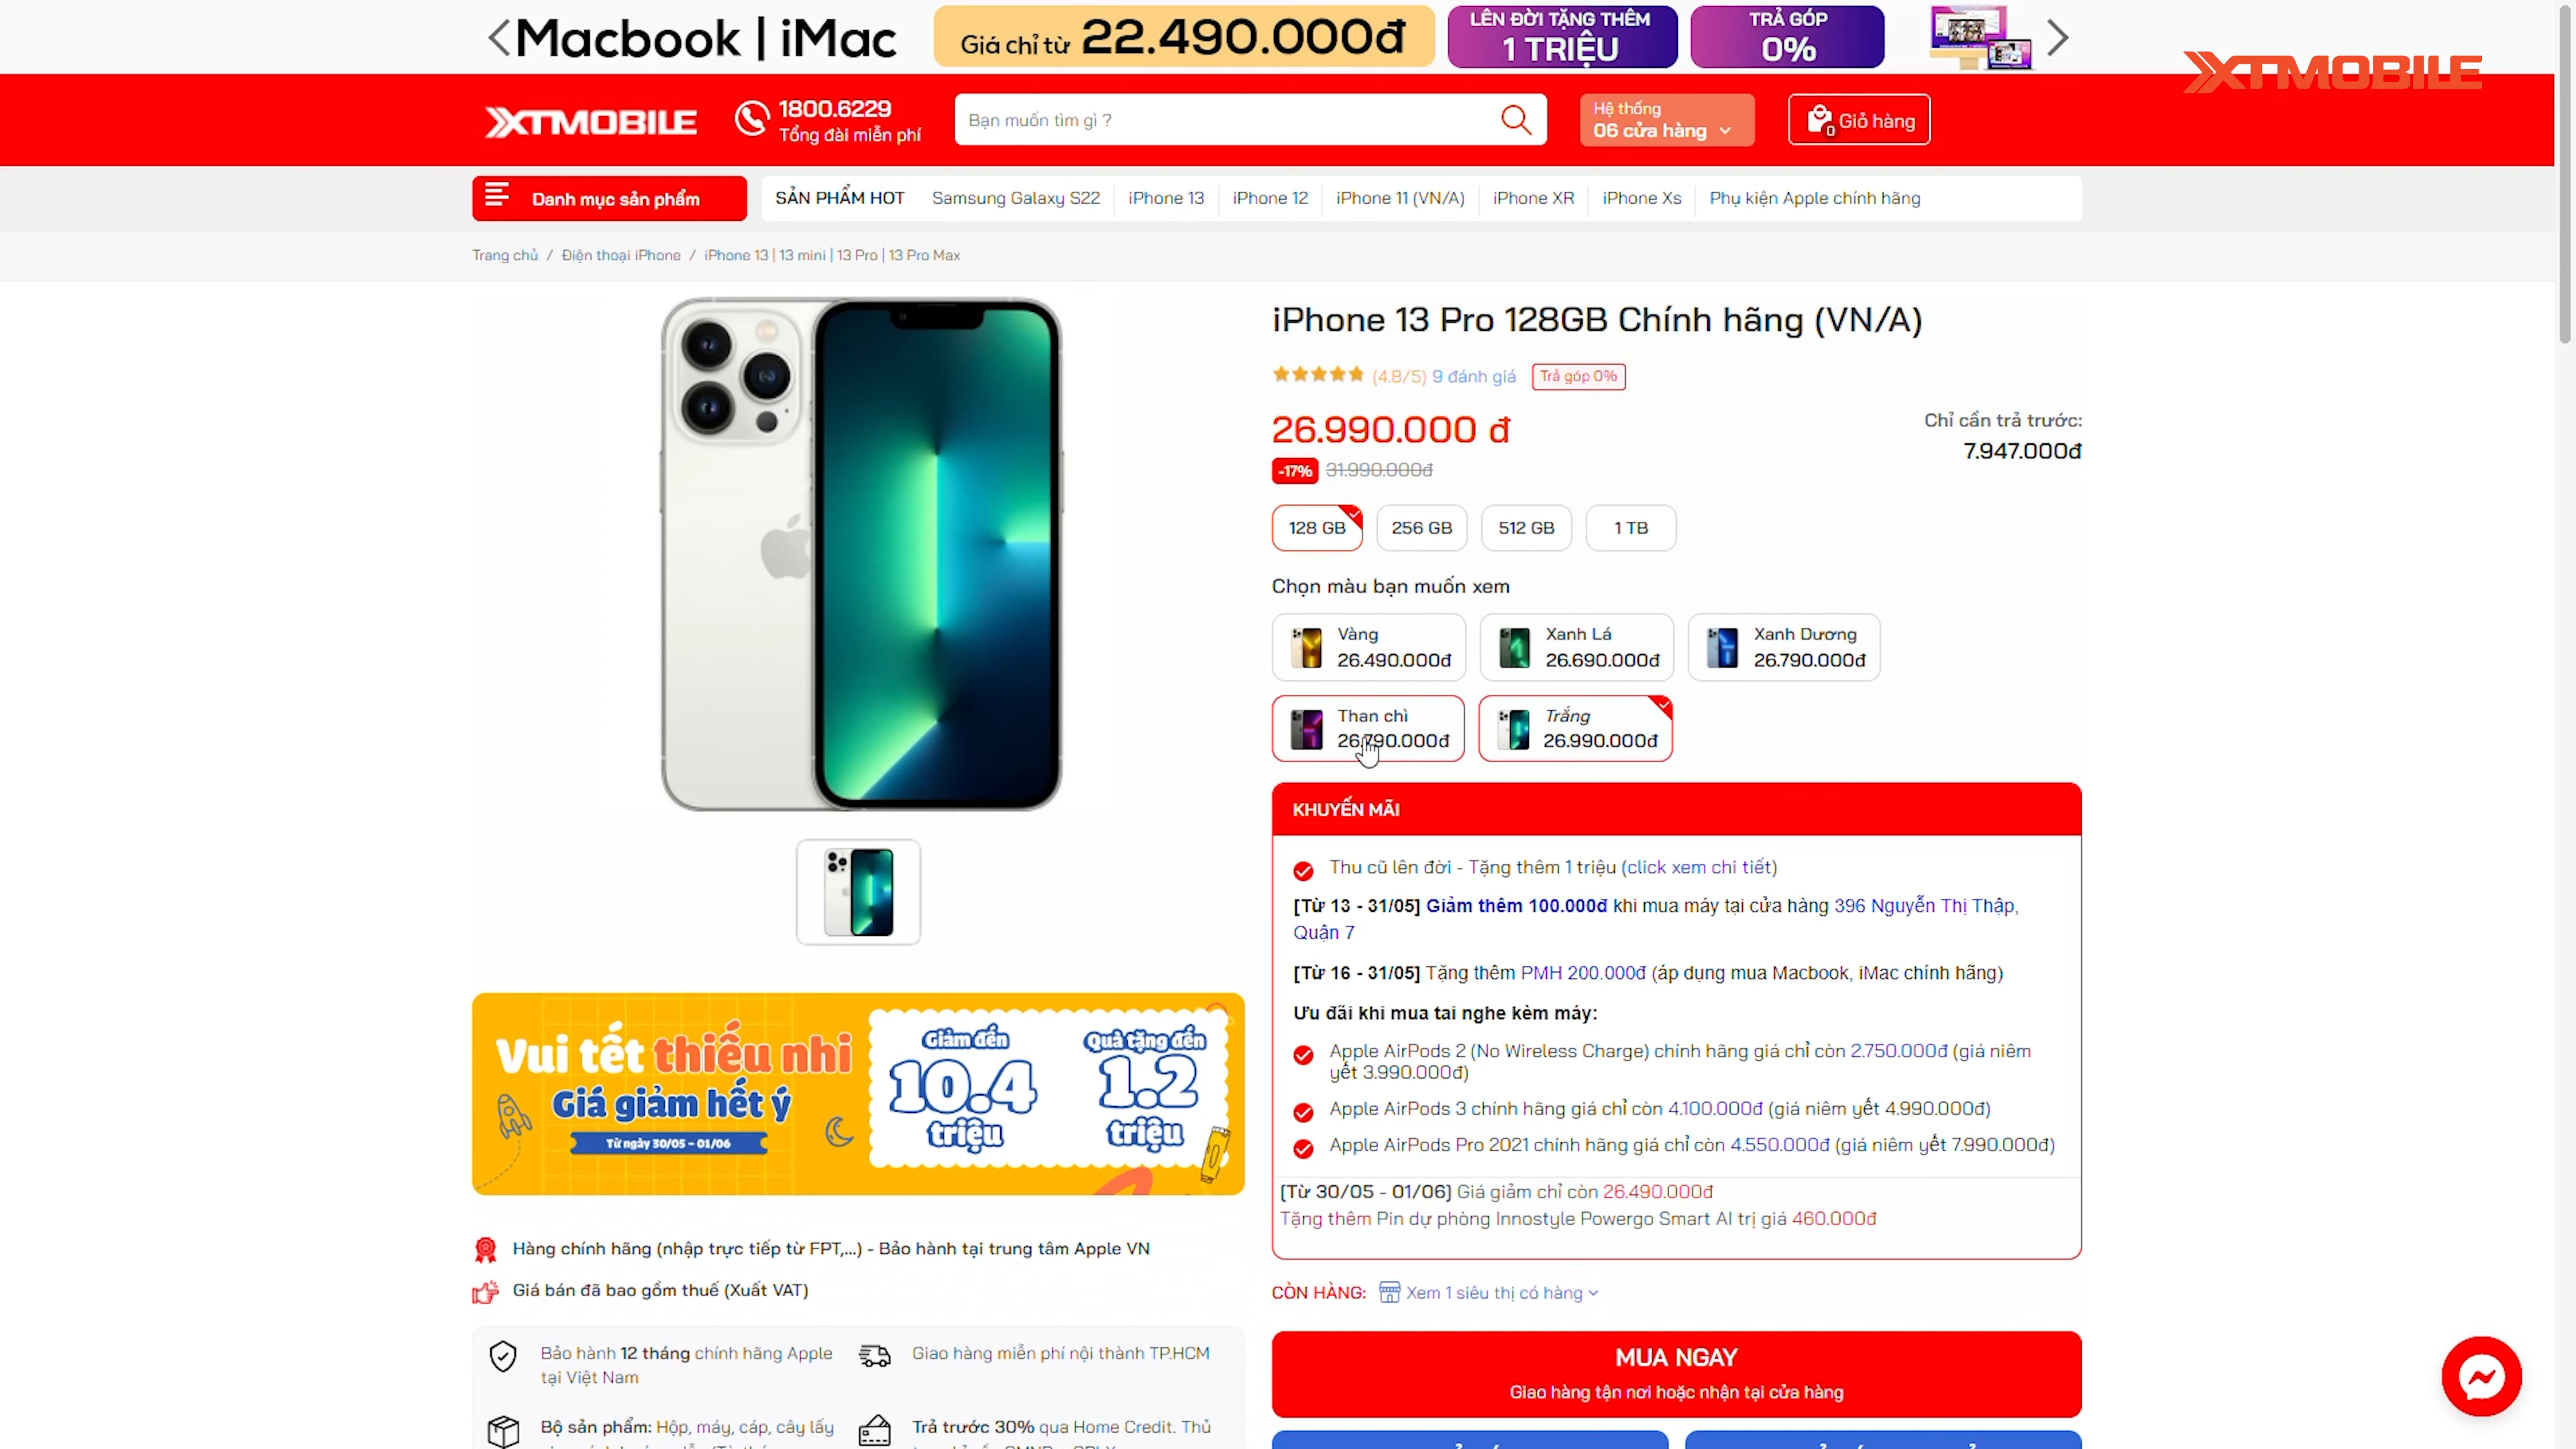 Macbook | iMac
Giá chỉ từ 22.490.000đ
LÊN ĐỜI TẶNG THÊM
1 TRIỆU
TRẢ GÓP
0%
XTMOBILE
XTMOBILE
1800.6229
Tổng đài miễn phí
Bạn muốn tìm gì ?
Hệ thống
06 cửa hàng
0
Giỏ hàng
Danh mục sản phẩm
SẢN PHẨM HOT
Samsung Galaxy S22
iPhone 13
iPhone 12
iPhone 11 (VN/A)
iPhone XR
iPhone Xs
Phụ kiện Apple chính hãng
Trang chủ / Điện thoại iPhone / iPhone 13 | 13 mini | 13 Pro | 13 Pro Max
iPhone 13 Pro 128GB Chính hãng (VN/A)
(4.8/5) 9 đánh giá
Trả góp 0%
26.990.000 đ
-17% 31.990.000đ
Chỉ cần trả trước:
7.947.000đ
128 GB
256 GB
512 GB
1 TB
Chọn màu bạn muốn xem
Vàng
26.490.000đ
Xanh Lá
26.690.000đ
Xanh Dương
26.790.000đ
Than chì
26.790.000đ
Trắng
26.990.000đ
KHUYẾN MÃI
Thu cũ lên đời - Tặng thêm 1 triệu (click xem chi tiết)
[Từ 13 - 31/05] Giảm thêm 100.000đ khi mua máy tại cửa hàng 396 Nguyễn Thị Thập,
Quận 7
[Từ 16 - 31/05] Tặng thêm PMH 200.000đ (áp dụng mua Macbook, iMac chính hãng)
Ưu đãi khi mua tai nghe kèm máy:
Apple AirPods 2 (No Wireless Charge) chính hãng giá chỉ còn 2.750.000đ (giá niêm
yết 3.990.000đ)
Apple AirPods 3 chính hãng giá chỉ còn 4.100.000đ (giá niêm yết 4.990.000đ)
Apple AirPods Pro 2021 chính hãng giá chỉ còn 4.550.000đ (giá niêm yết 7.990.000đ)
[Từ 30/05 - 01/06] Giá giảm chỉ còn 26.490.000đ
Tặng thêm Pin dự phòng Innostyle Powergo Smart AI trị giá 460.000đ
CÒN HÀNG: Xem 1 siêu thị có hàng
MUA NGAY
Giao hàng tận nơi hoặc nhận tại cửa hàng
Vui tết thiếu nhi
Giá giảm hết ý
Từ ngày 30/05 - 01/06
Giảm đến
10.4
triệu
Quà tặng đến
1.2
triệu
Hàng chính hãng (nhập trực tiếp từ FPT,...) - Bảo hành tại trung tâm Apple VN
Giá bán đã bao gồm thuế (Xuất VAT)
Bảo hành 12 tháng chính hãng Apple
tại Việt Nam
Giao hàng miễn phí nội thành TP.HCM
Bộ sản phẩm: Hộp, máy, cáp, cây lấy
Trả trước 30% qua Home Credit. Thủ